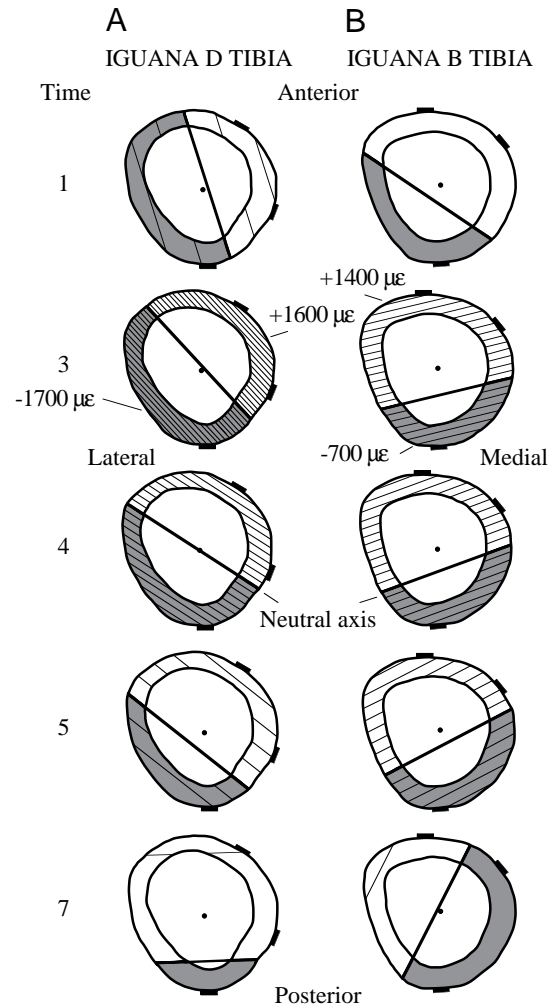 A B
IGUANA D TIBIA IGUANA B TIBIA
Time Anterior
1
+1400 µε
+1600 µε
3
-1700 µε
-700 µε
Lateral Medial
4
Neutral axis
5
7
Posterior